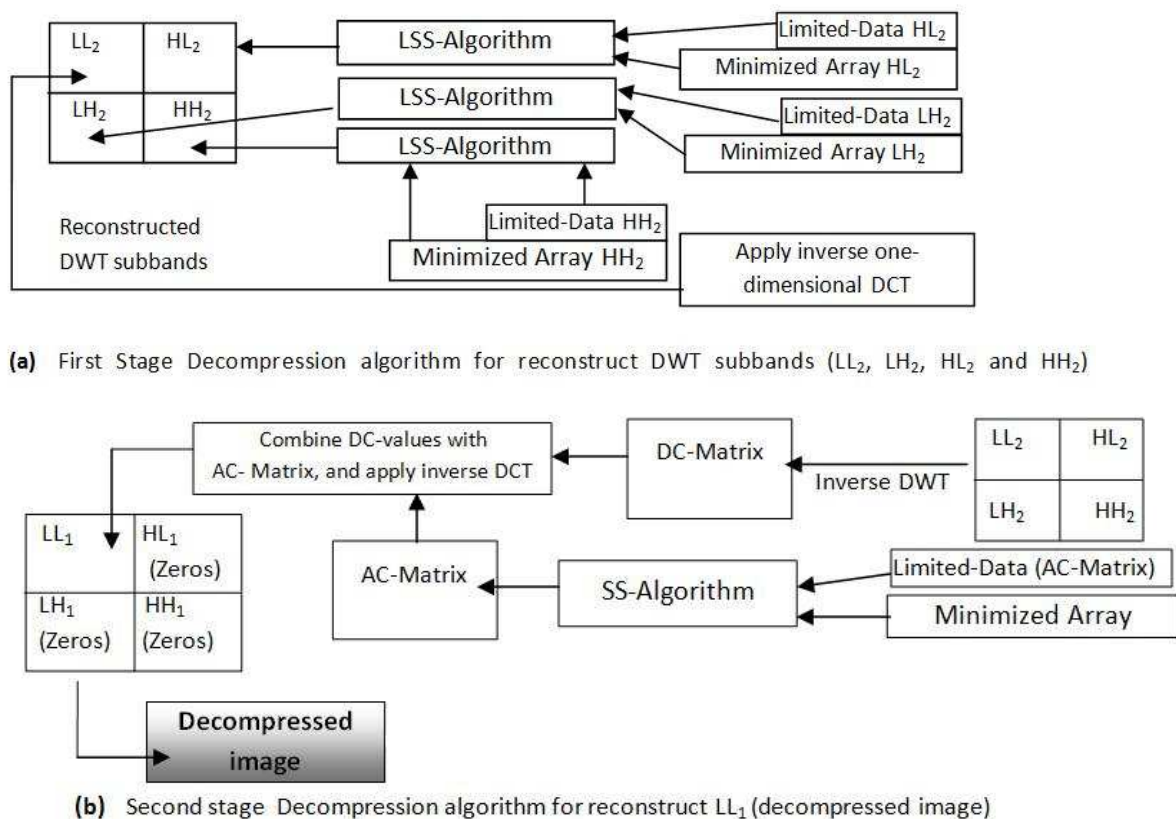 LL₂
HL₂
LH₂
HH₂
LSS-Algorithm
LSS-Algorithm
LSS-Algorithm
Limited-Data HL₂
Minimized Array HL₂
Limited-Data LH₂
Minimized Array LH₂
Limited-Data HH₂
Minimized Array HH₂
Reconstructed
DWT subbands
Apply inverse one-
dimensional DCT
(a) First Stage Decompression algorithm for reconstruct DWT subbands (LL₂, LH₂, HL₂ and HH₂)
Combine DC-values with
AC- Matrix, and apply inverse DCT
DC-Matrix
Inverse DWT
LL₂
HL₂
LH₂
HH₂
LL₁
HL₁
(Zeros)
LH₁
(Zeros)
HH₁
(Zeros)
AC-Matrix
SS-Algorithm
Limited-Data (AC-Matrix)
Minimized Array
Decompressed
image
(b) Second stage Decompression algorithm for reconstruct LL₁ (decompressed image)